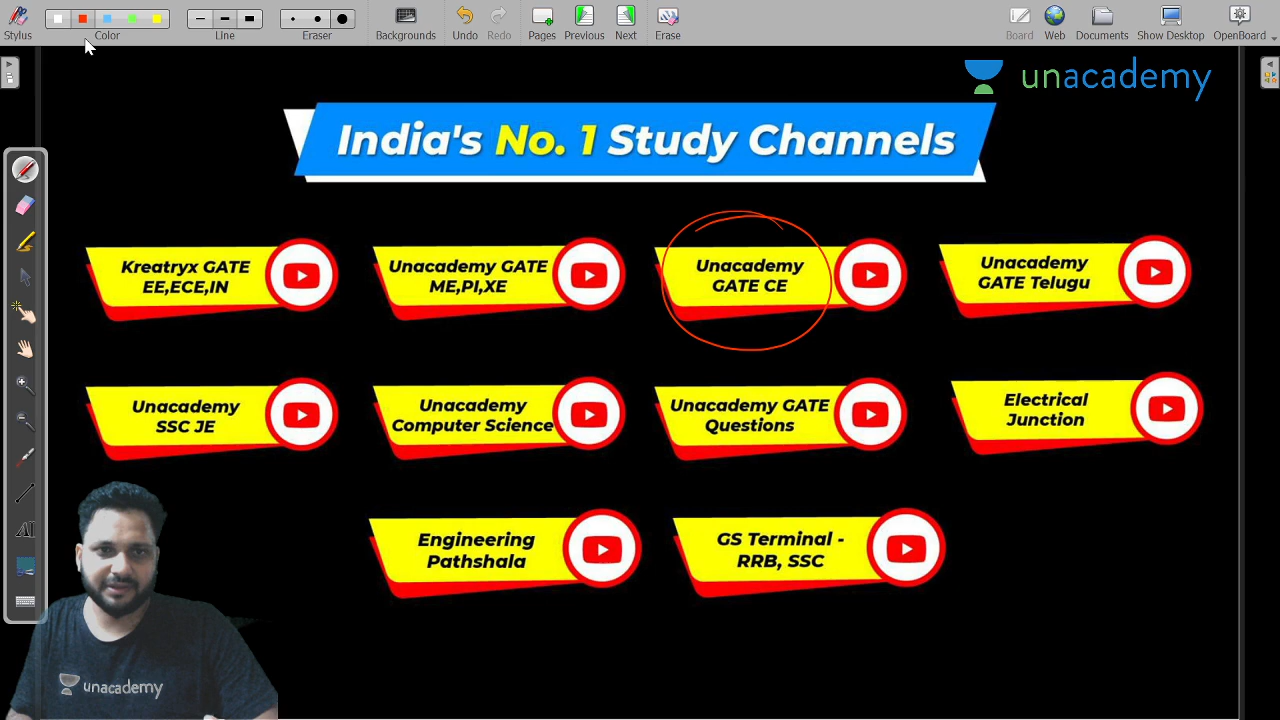 Stylus
Color
Line
Eraser
Backgrounds
Undo
Redo
Pages
Previous
Next
Erase
Board
Web
Documents
Show Desktop
OpenBoard
unacademy
India's No. 1 Study Channels
Kreatryx GATE
EE,ECE,IN
Unacademy GATE
ME,PI,XE
Unacademy
GATE CE
Unacademy
GATE Telugu
Unacademy
SSC JE
Unacademy
Computer Science
Unacademy GATE
Questions
Electrical
Junction
Engineering
Pathshala
GS Terminal -
RRB, SSC
unacademy